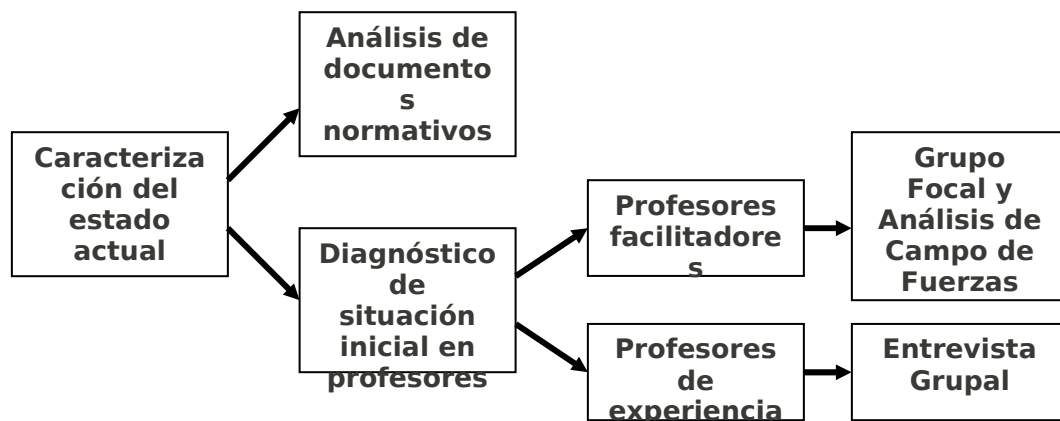 Análisis de
documento
s
normativos
Caracteriza
ción del
estado
actual
Diagnóstico
de
situación
inicial en
profesores
Profesores
facilitadore
s
Grupo
Focal y
Análisis de
Campo de
Fuerzas
Profesores
de
experiencia
Entrevista
Grupal